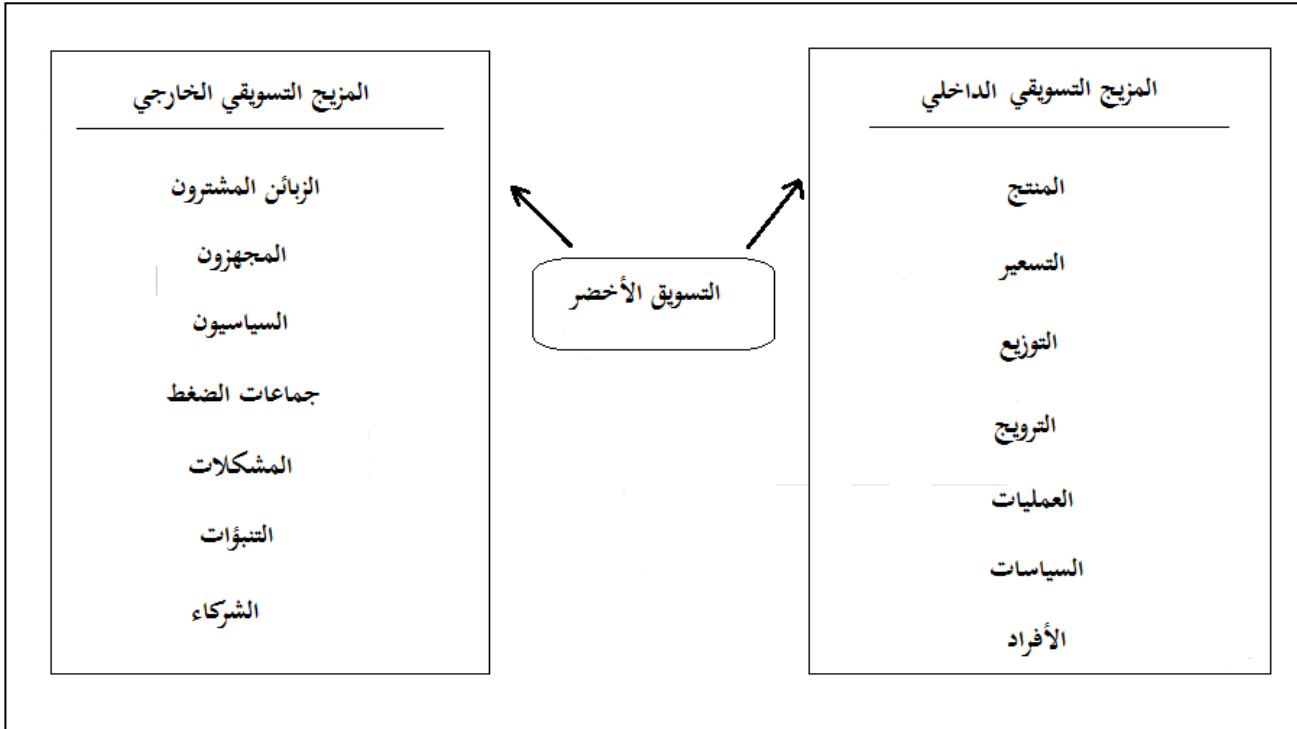 المزيج التسويقي الداخلي
المنتج
التسعير
التوزيع
الترويج
العمليات
السياسات
الأفراد
التسويق الأخضر
المزيج التسويقي الخارجي
الزبائن المشترون
المجهزون
السياسيون
جماعات الضغط
المشكلات
التنبؤات
الشركاء